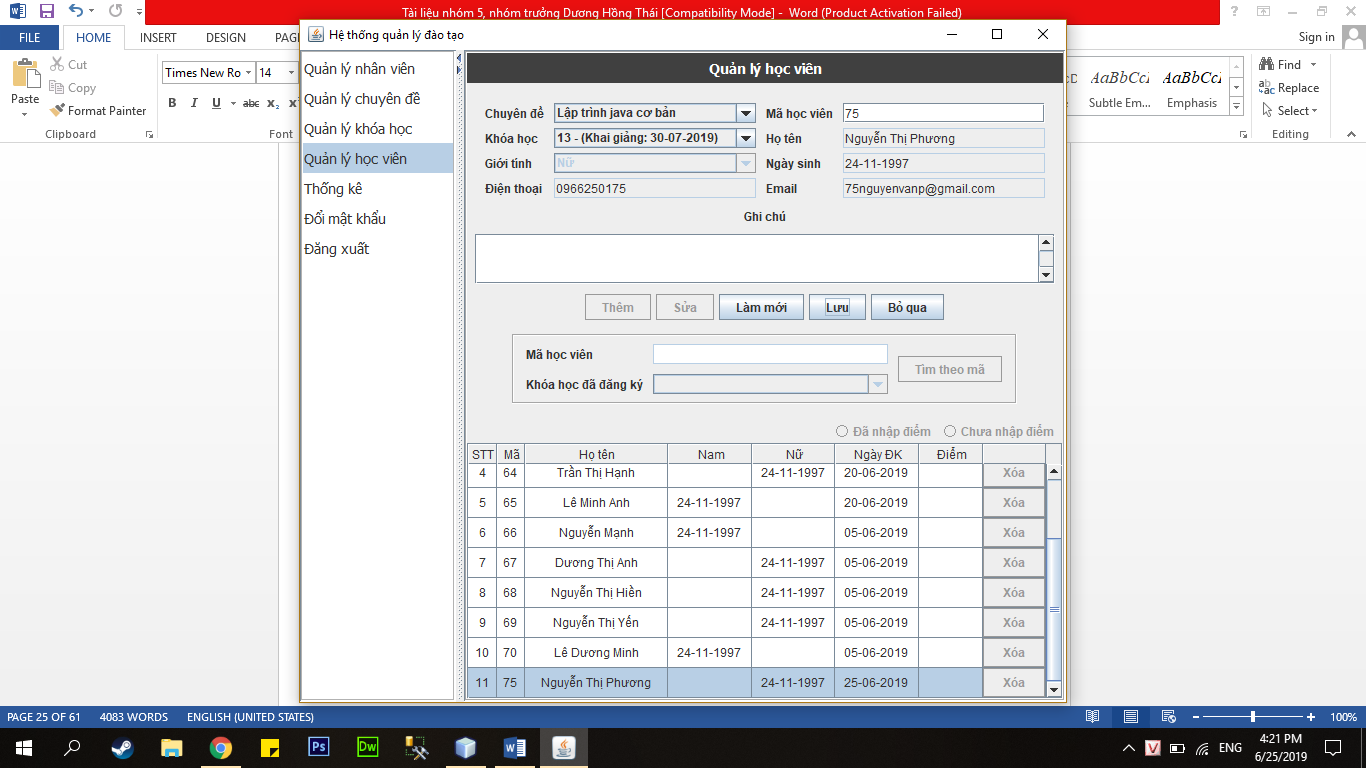 Tài liệu nhóm 5, nhóm trưởng Dương Hồng Thái [Compatibility Mode] - Word (Product Activation Failed)
FILE HOME INSERT DESIGN Sign in
Cut
Copy
Format Painter
Paste
Clipboard
Times New Ro 14
B I U abc x₂
Font
AaBbCcI AaBbCcI
Subtle Em... Emphasis
Find
Replace
Select
Editing
Hệ thống quản lý đào tạo
Quản lý nhân viên
Quản lý chuyên đề
Quản lý khóa học
Quản lý học viên
Thống kê
Đổi mật khẩu
Đăng xuất
Quản lý học viên
Chuyên đề Lập trình java cơ bản Mã học viên 75
Khóa học 13 - (Khai giảng: 30-07-2019) Họ tên Nguyễn Thị Phương
Giới tính Nữ Ngày sinh 24-11-1997
Điện thoại 0966250175 Email 75nguyenvanp@gmail.com
Ghi chú
Thêm Sửa Làm mới Lưu Bỏ qua
Mã học viên
Khóa học đã đăng ký
Tìm theo mã
Đã nhập điểm Chưa nhập điểm
STT Mã Họ tên Nam Nữ Ngày ĐK Điểm
4 64 Trần Thị Hạnh 24-11-1997 20-06-2019 Xóa
5 65 Lê Minh Anh 24-11-1997 20-06-2019 Xóa
6 66 Nguyễn Mạnh 24-11-1997 05-06-2019 Xóa
7 67 Dương Thị Anh 24-11-1997 05-06-2019 Xóa
8 68 Nguyễn Thị Hiền 24-11-1997 05-06-2019 Xóa
9 69 Nguyễn Thị Yến 24-11-1997 05-06-2019 Xóa
10 70 Lê Dương Minh 24-11-1997 05-06-2019 Xóa
11 75 Nguyễn Thị Phương 24-11-1997 25-06-2019 Xóa
PAGE 25 OF 61 4083 WORDS ENGLISH (UNITED STATES) 100%
Ps Dw ENG
4:21 PM
6/25/2019